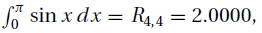 ∫₀^π sin x dx = R₄,₄ = 2.0000,